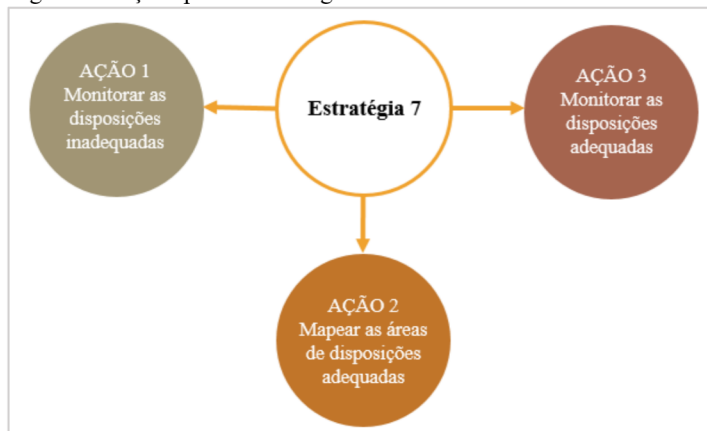 AÇÃO 1
Monitorar as
disposições
inadequadas
Estratégia 7
AÇÃO 3
Monitorar as
disposições
adequadas
AÇÃO 2
Mapear as áreas
de disposições
adequadas